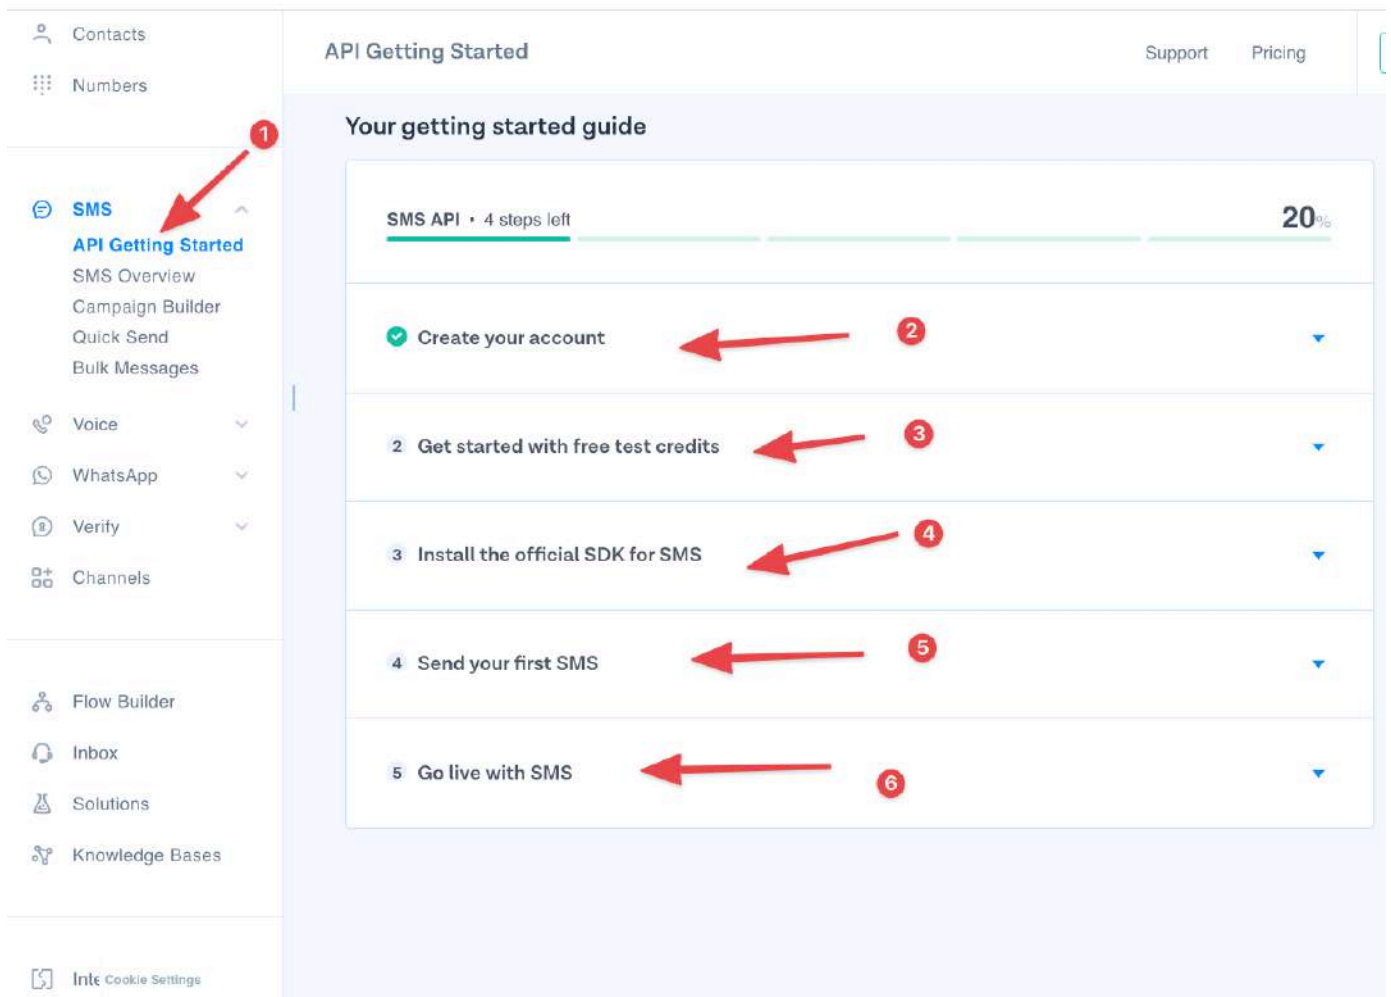 Contacts
Numbers
SMS
API Getting Started
SMS Overview
Campaign Builder
Quick Send
Bulk Messages
Voice
WhatsApp
Verify
Channels
Flow Builder
Inbox
Solutions
Knowledge Bases
Cookie Settings
API Getting Started
Support
Pricing
Your getting started guide
SMS API • 4 steps left
20%
Create your account
2 Get started with free test credits
3 Install the official SDK for SMS
4 Send your first SMS
5 Go live with SMS
1
2
3
4
5
6